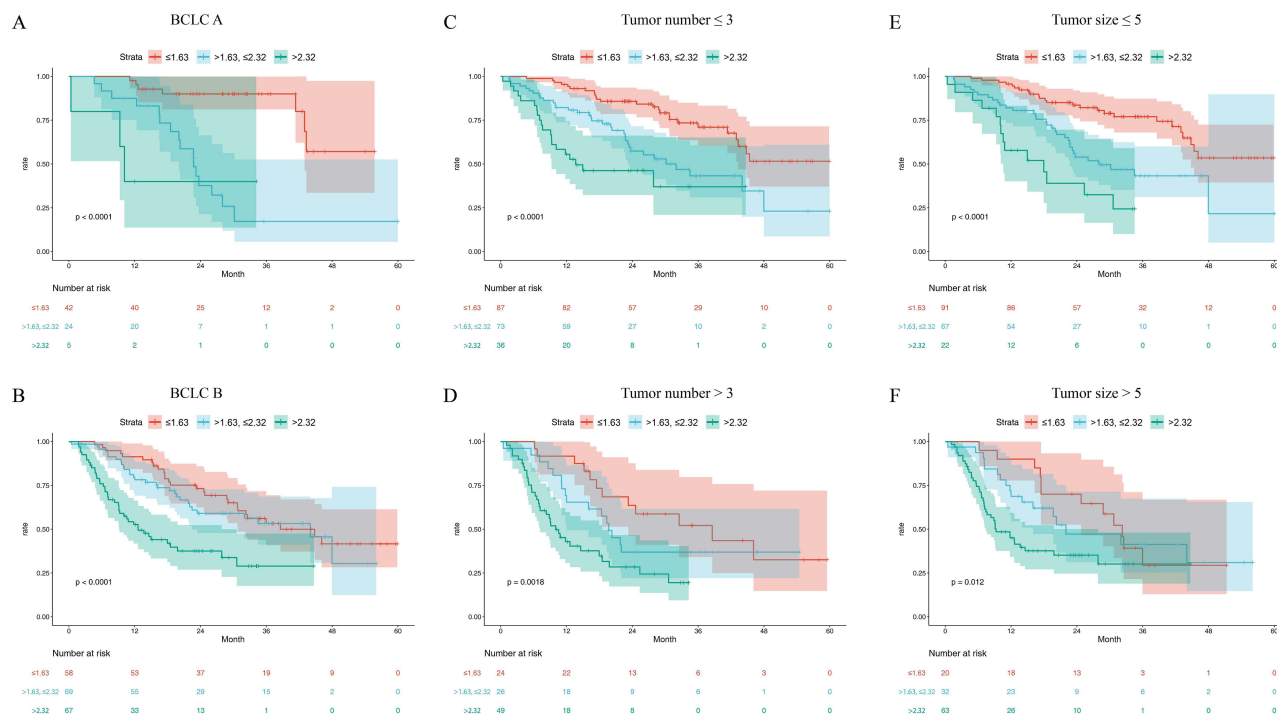 A BCLC A
Strata ≤1.63 >1.63, ≤2.32 >2.32
1.00
0.75
0.50
0.25
0.00
rate
p < 0.0001
0 12 24 36 48 60
Month
Number at risk
≤1.63 42 40 25 12 2 0
>1.63, ≤2.32 24 20 7 1 1 0
>2.32 5 2 1 0 0 0
C Tumor number ≤ 3
Strata ≤1.63 >1.63, ≤2.32 >2.32
1.00
0.75
0.50
0.25
0.00
rate
p < 0.0001
0 12 24 36 48 60
Month
Number at risk
≤1.63 87 82 57 29 10 0
>1.63, ≤2.32 73 59 27 10 2 0
>2.32 36 20 8 1 0 0
E Tumor size ≤ 5
Strata ≤1.63 >1.63, ≤2.32 >2.32
1.00
0.75
0.50
0.25
0.00
rate
p < 0.0001
0 12 24 36 48 60
Month
Number at risk
≤1.63 91 86 57 32 12 0
>1.63, ≤2.32 67 54 27 10 1 0
>2.32 22 12 6 0 0 0
B BCLC B
Strata ≤1.63 >1.63, ≤2.32 >2.32
1.00
0.75
0.50
0.25
0.00
rate
p < 0.0001
0 12 24 36 48 60
Month
Number at risk
≤1.63 58 53 37 19 9 0
>1.63, ≤2.32 69 55 29 15 2 0
>2.32 67 33 13 1 0 0
D Tumor number > 3
Strata ≤1.63 >1.63, ≤2.32 >2.32
1.00
0.75
0.50
0.25
0.00
rate
p = 0.0018
0 12 24 36 48 60
Month
Number at risk
≤1.63 24 22 13 6 3 0
>1.63, ≤2.32 26 18 9 6 1 0
>2.32 49 18 8 0 0 0
F Tumor size > 5
Strata ≤1.63 >1.63, ≤2.32 >2.32
1.00
0.75
0.50
0.25
0.00
rate
p = 0.012
0 12 24 36 48 60
Month
Number at risk
≤1.63 20 18 13 3 1 0
>1.63, ≤2.32 32 23 9 6 2 0
>2.32 63 26 10 1 0 0